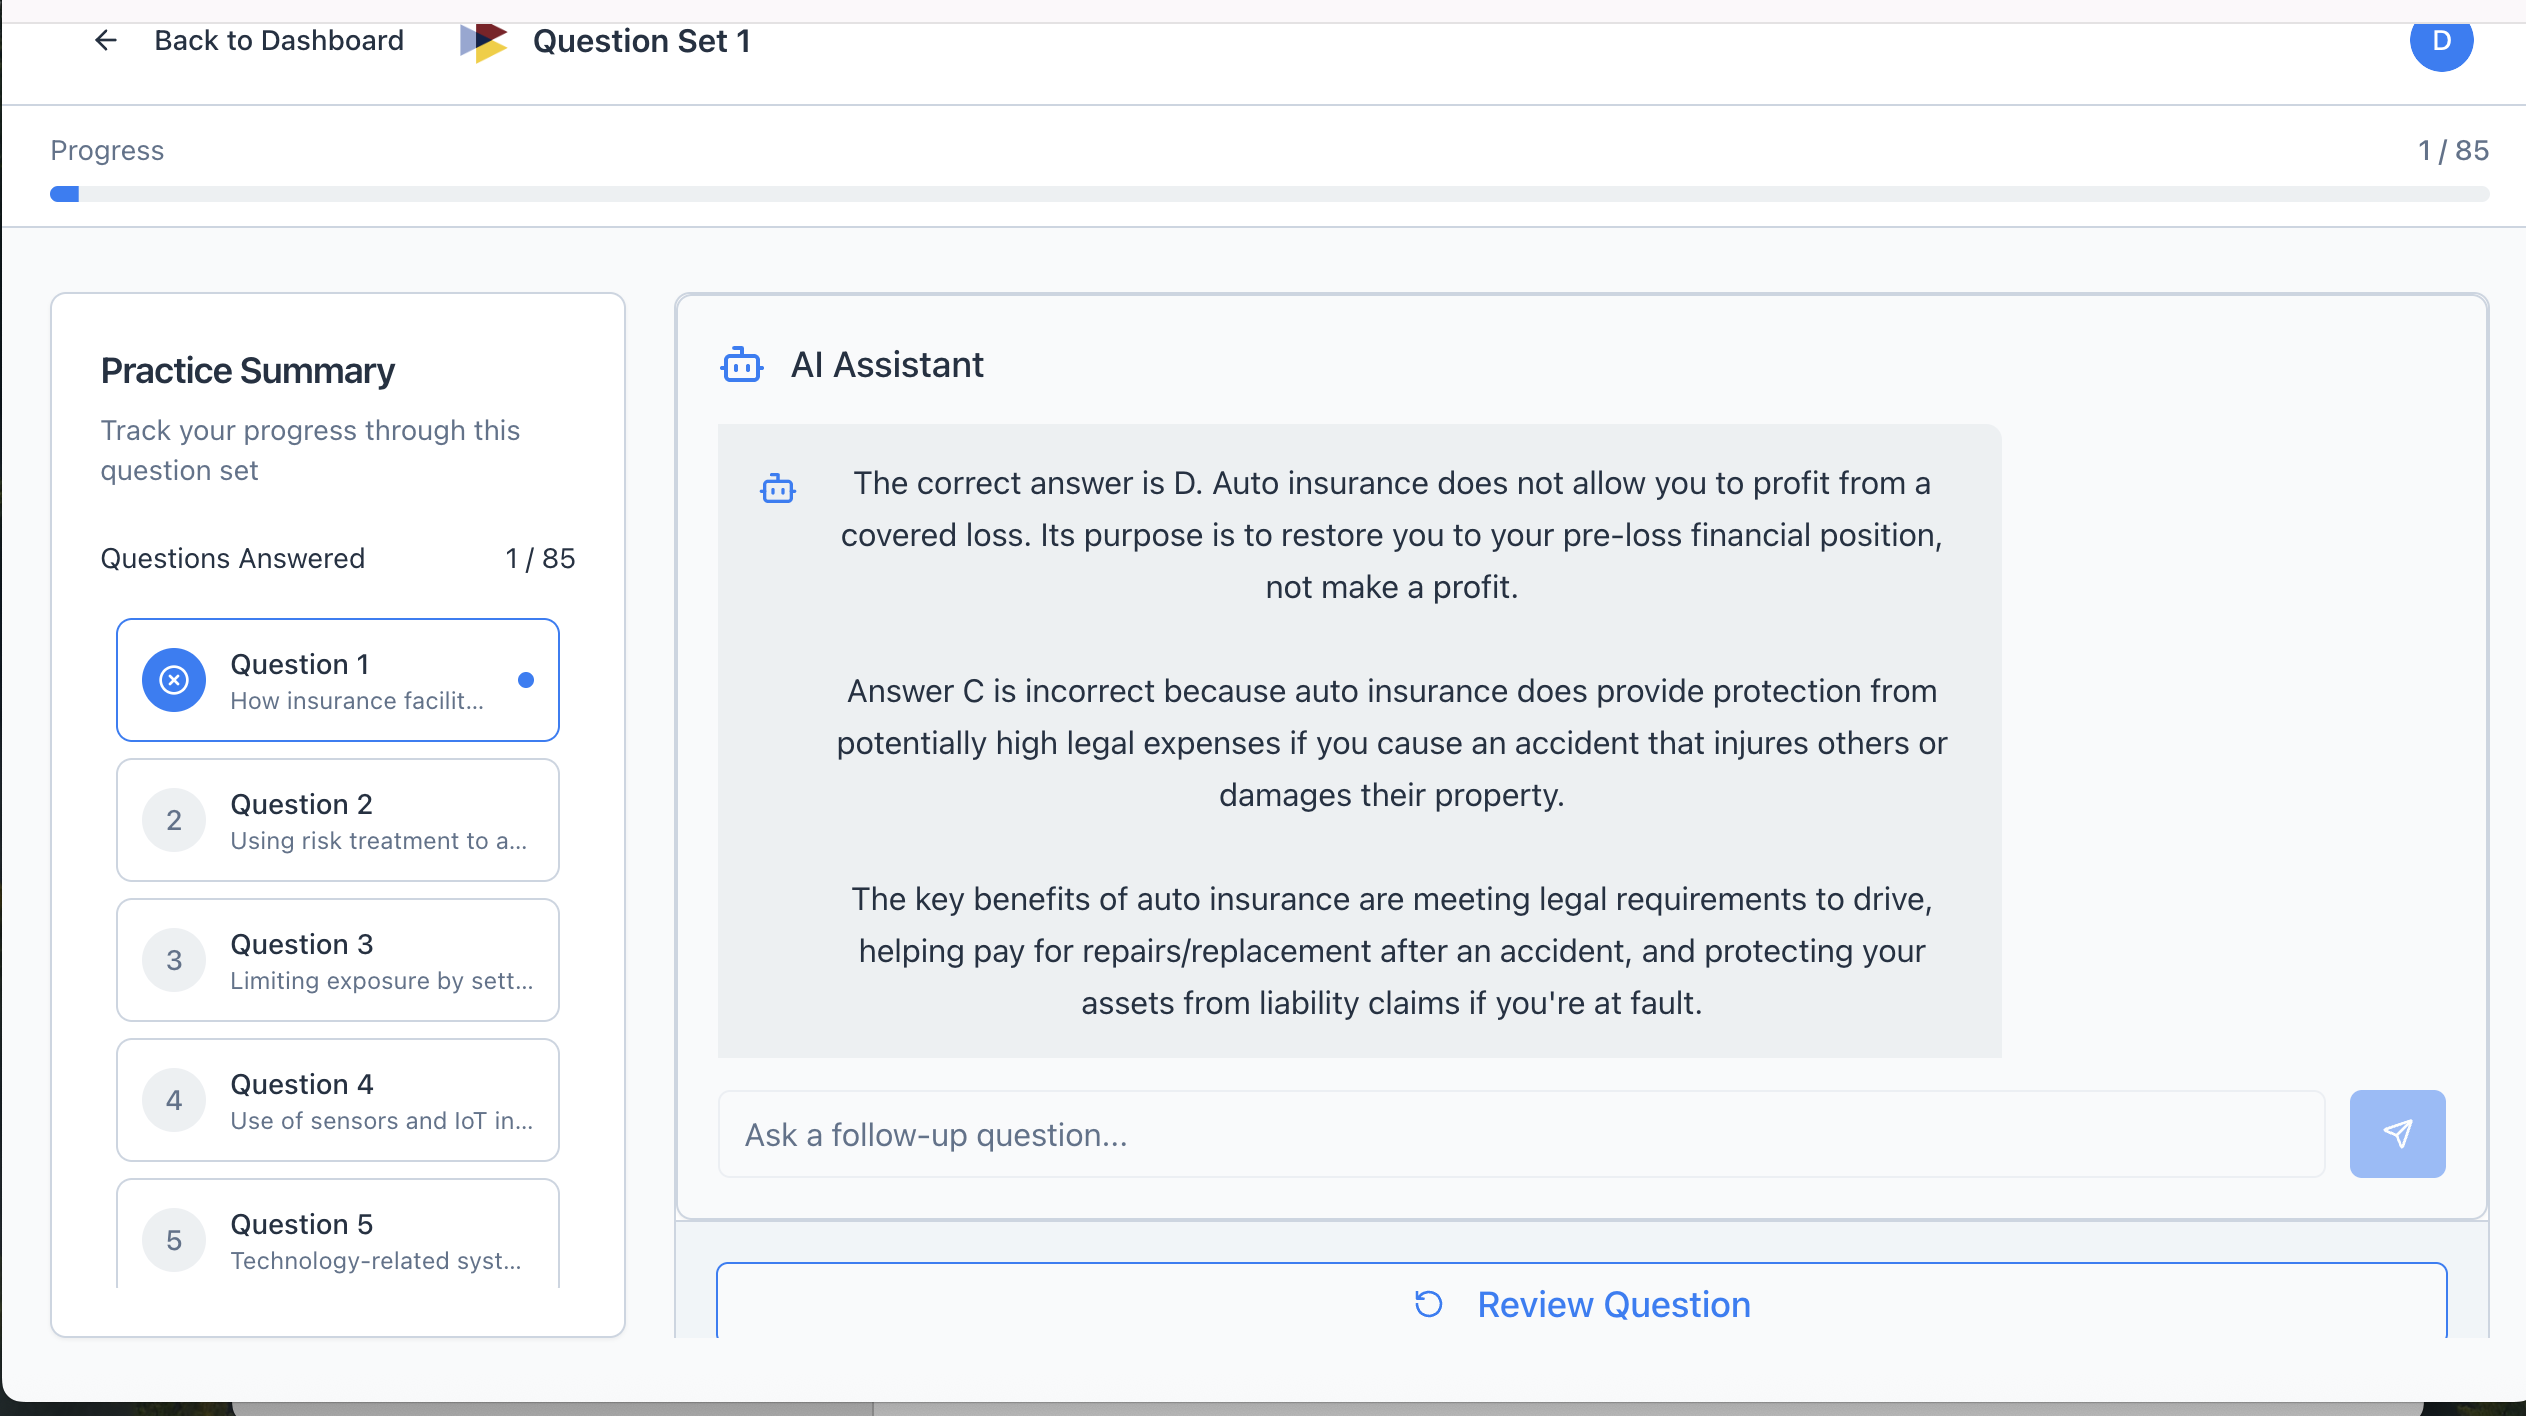 Back to Dashboard
Question Set 1
D
Progress
1 / 85
Practice Summary
Track your progress through this
question set
Questions Answered
1 / 85
Question 1
How insurance facilit...
2
Question 2
Using risk treatment to a...
3
Question 3
Limiting exposure by sett...
4
Question 4
Use of sensors and IoT in...
5
Question 5
Technology-related syst...
AI Assistant
The correct answer is D. Auto insurance does not allow you to profit from a
covered loss. Its purpose is to restore you to your pre-loss financial position,
not make a profit.
Answer C is incorrect because auto insurance does provide protection from
potentially high legal expenses if you cause an accident that injures others or
damages their property.
The key benefits of auto insurance are meeting legal requirements to drive,
helping pay for repairs/replacement after an accident, and protecting your
assets from liability claims if you're at fault.
Ask a follow-up question...
Review Question